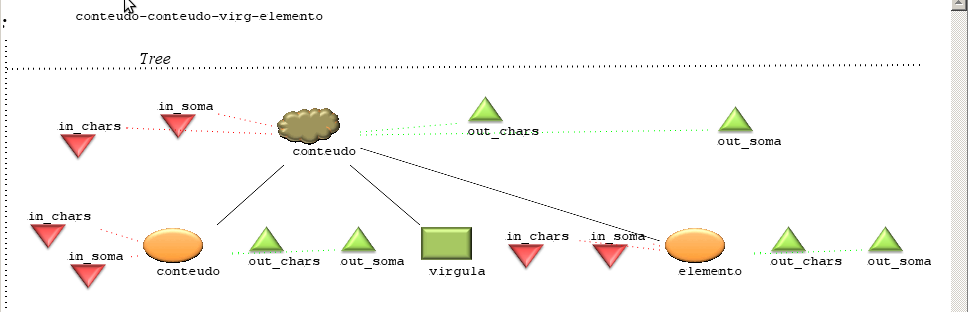 conteudo-conteudo-virg-elemento
Tree
in_soma
in_chars
out_chars
out_soma
conteudo
in_chars
in_soma
conteudo
out_chars
out_soma
virgula
in_chars
in_soma
elemento
out_chars
out_soma